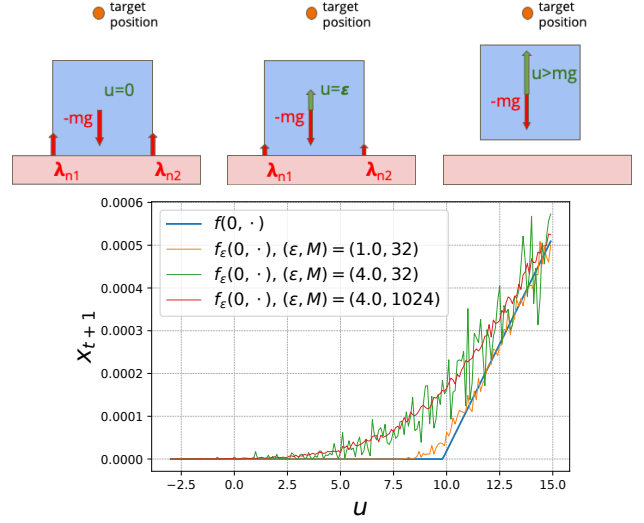 target
position
target
position
target
position
u=0
-mg
λn1
λn2
u=ε
-mg
λn1
λn2
u>mg
-mg
0.0006
0.0005
0.0004
0.0003
0.0002
0.0001
0.0000
xt + 1
f(0, ·)
fε(0, ·), (ε, M) = (1.0, 32)
fε(0, ·), (ε, M) = (4.0, 32)
fε(0, ·), (ε, M) = (4.0, 1024)
−2.5 0.0 2.5 5.0 7.5 10.0 12.5 15.0
u